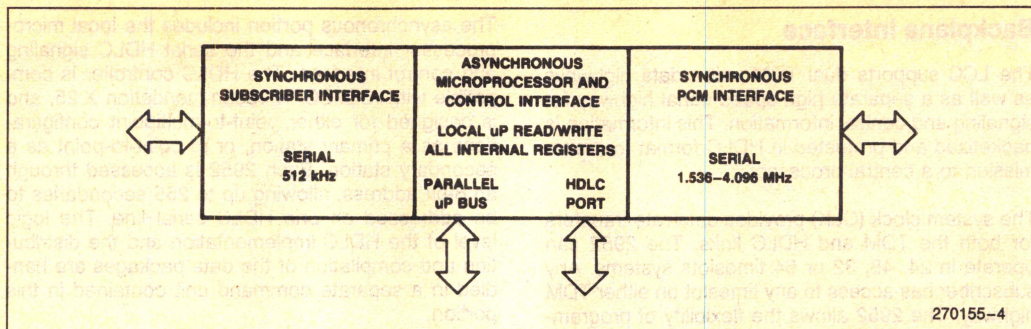 SYNCHRONOUS
SUBSCRIBER INTERFACE
SERIAL
512 kHz
ASYNCHRONOUS
MICROPROCESSOR AND
CONTROL INTERFACE
LOCAL uP READ/WRITE
ALL INTERNAL REGISTERS
PARALLEL
uP BUS
HDLC
PORT
SYNCHRONOUS
PCM INTERFACE
SERIAL
1.536–4.096 MHz
270155–4